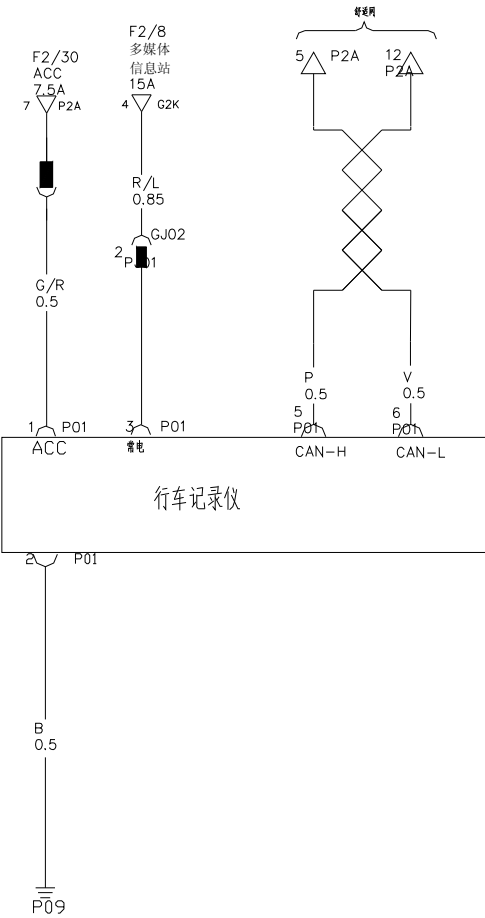 舒适网
F2/30
ACC
7.5A
7
P2A
F2/8
多媒体
信息站
15A
4
G2K
5
P2A
12
P2A
R/L
0.85
GJ02
2
PJ01
G/R
0.5
P
0.5
V
0.5
1
P01
3
P01
5
P01
6
P01
ACC
常电
CAN-H
CAN-L
行车记录仪
2
P01
B
0.5
P09